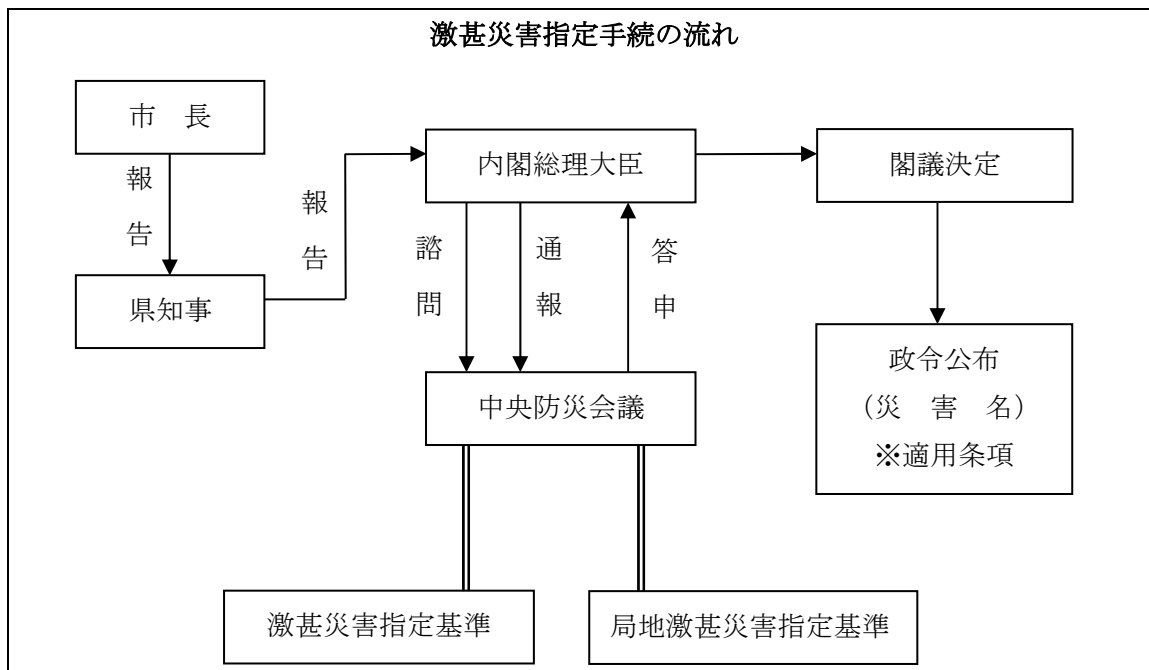 激甚災害指定手続の流れ
市　長
報告
県知事
報告
内閣総理大臣
諮問
通報
答申
中央防災会議
閣議決定
政令公布
（災　害　名）
※適用条項
激甚災害指定基準
局地激甚災害指定基準